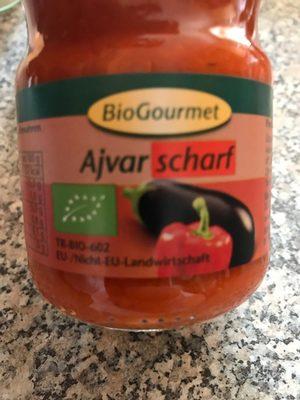 BioGourmet
Ajvar scharf
TR-BIO-602
EU-/Nicht-EU-Landwirtschaft